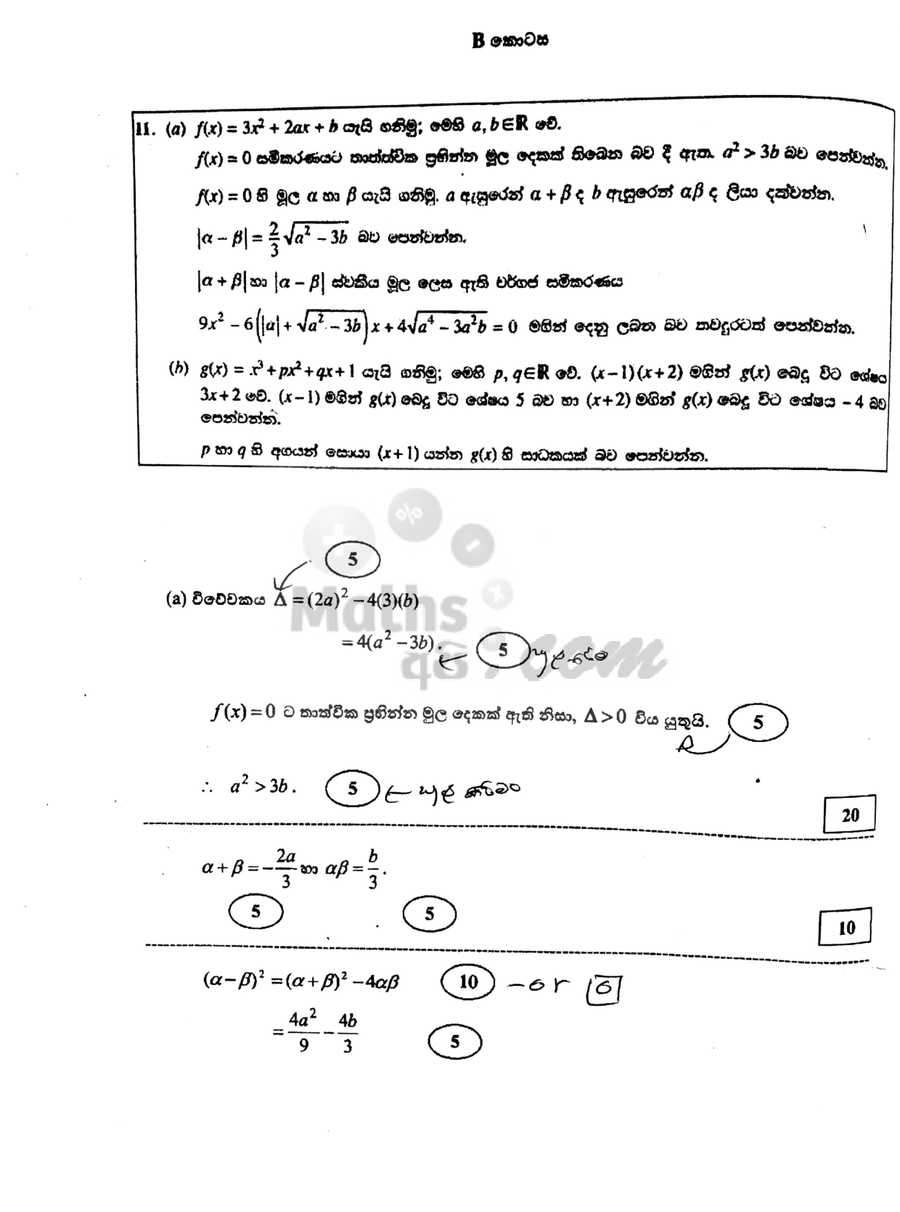 B කොටස
11. (a) f(x) = 3x² + 2ax + b යැයි ගනිමු; මෙහි a, b∈ℝ වේ.
f(x) = 0 සමීකරණයට තාත්ත්වික ප්‍රභින්න මූල දෙකක් තිබෙන බව දී ඇත. a² > 3b බව පෙන්වන්න.
f(x) = 0 හි මූල α හා β යැයි ගනිමු. a ඇසුරෙන් α + β ද b ඇසුරෙන් αβ ද ලියා දක්වන්න.
|α − β| = 2/3 √(a² − 3b) බව පෙන්වන්න.
|α + β| හා |α − β| ස්වකීය මූල ලෙස ඇති වර්ගජ සමීකරණය
9x² − 6(|a| + √(a² − 3b))x + 4√(a⁴ − 3a²b) = 0 මගින් දෙනු ලබන බව තවදුරටත් පෙන්වන්න.
(b) g(x) = x³ + px² + qx + 1 යැයි ගනිමු; මෙහි p, q∈ℝ වේ. (x − 1)(x + 2) මගින් g(x) බෙදූ විට ශේෂය
3x + 2 වේ. (x − 1) මගින් g(x) බෙදූ විට ශේෂය 5 බව හා (x + 2) මගින් g(x) බෙදූ විට ශේෂය − 4 බව
පෙන්වන්න.
p හා q හි අගයන් සොයා (x + 1) යන්න g(x) හි සාධකයක් බව පෙන්වන්න.
5
(a) විවේචකය Δ = (2a)² − 4(3)(b)
= 4(a² − 3b). 5
Maths අපි .com
f(x) = 0 ට තාත්වික ප්‍රභින්න මුල දෙකක් ඇති නිසා, Δ > 0 විය යුතුයි. 5
∴ a² > 3b. 5
20
α + β = −2a/3 හා αβ = b/3.
5 5
10
(α − β)² = (α + β)² − 4αβ 10 – or
= 4a²/9 − 4b/3 5